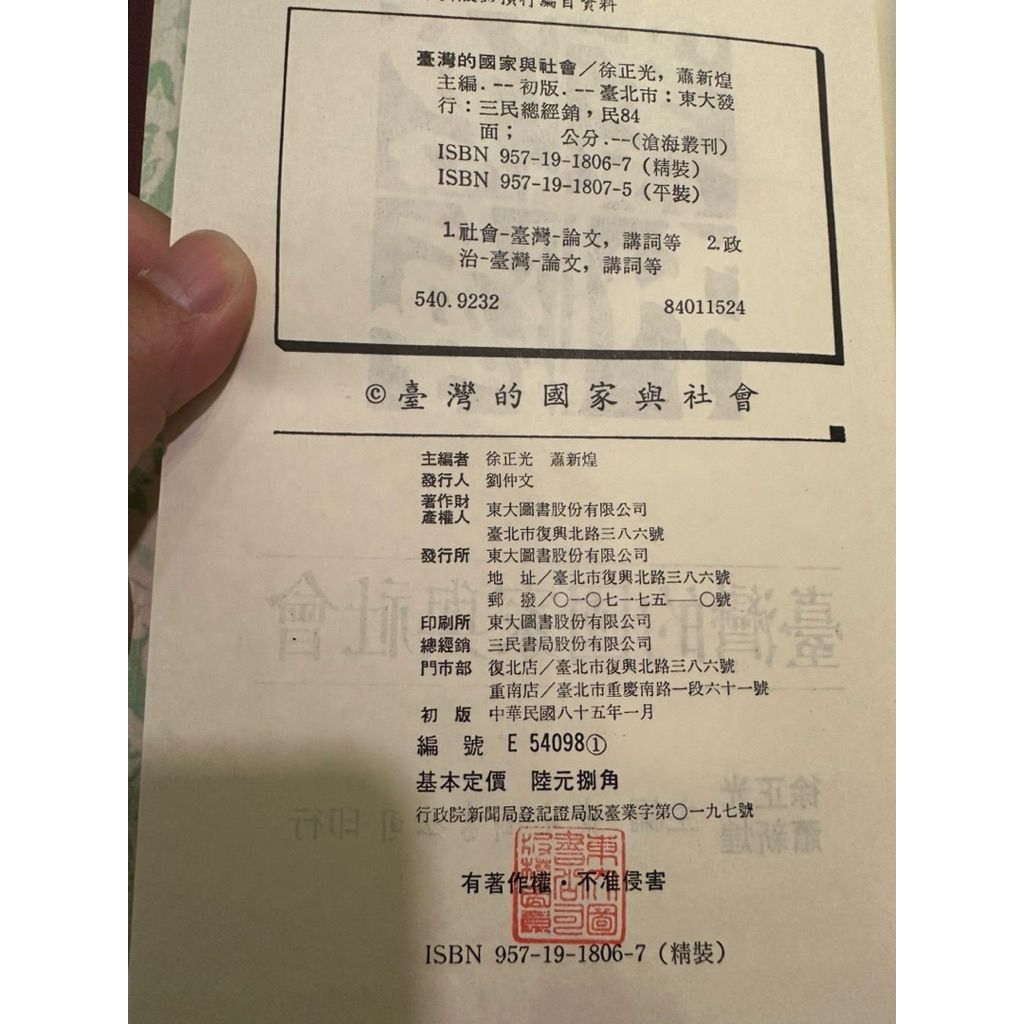 臺灣的國家與社會／徐正光，蕭新煌
主編．--初版．--臺北市：東大發
行：三民總經銷，民84
面；　　公分．--(滄海叢刊)
ISBN 957-19-1806-7 (精裝)
ISBN 957-19-1807-5 (平裝)
1.社會-臺灣-論文，講詞等　2.政
治-臺灣-論文，講詞等
540.9232　84011524
©臺灣的國家與社會
主編者　徐正光　蕭新煌
發行人　劉仲文
著作財產權人　東大圖書股份有限公司
臺北市復興北路三八六號
發行所　東大圖書股份有限公司
地　址／臺北市復興北路三八六號
郵　撥／〇一〇七一七五——〇號
印刷所　東大圖書股份有限公司
總經銷　三民書局股份有限公司
門市部　復北店／臺北市復興北路三八六號
重南店／臺北市重慶南路一段六十一號
初　版　中華民國八十五年一月
編　號　E 54098①
基本定價　陸元捌角
行政院新聞局登記證局版臺業字第〇一九七號
有著作權・不准侵害
ISBN 957-19-1806-7 (精裝)